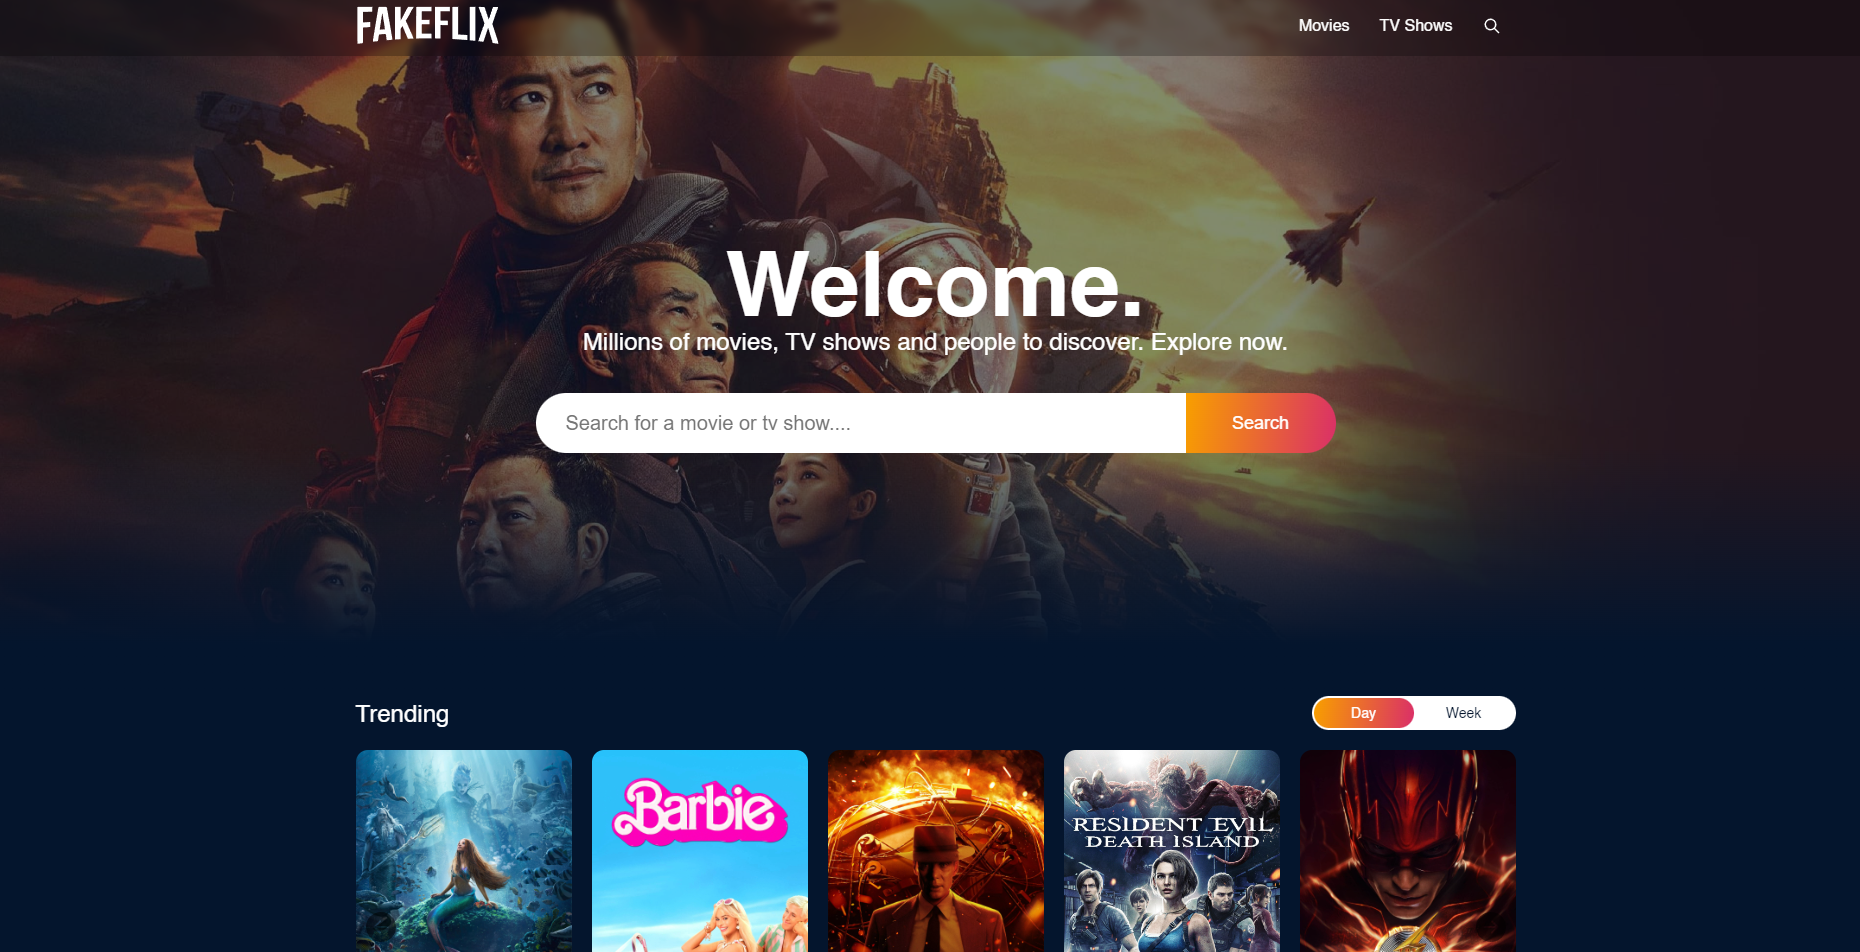 FAKEFLIX
Movies
TV Shows
Welcome.
Millions of movies, TV shows and people to discover. Explore now.
Search for a movie or tv show....
Search
Trending
Day
Week
Barbie
RESIDENT EVIL
DEATH ISLAND